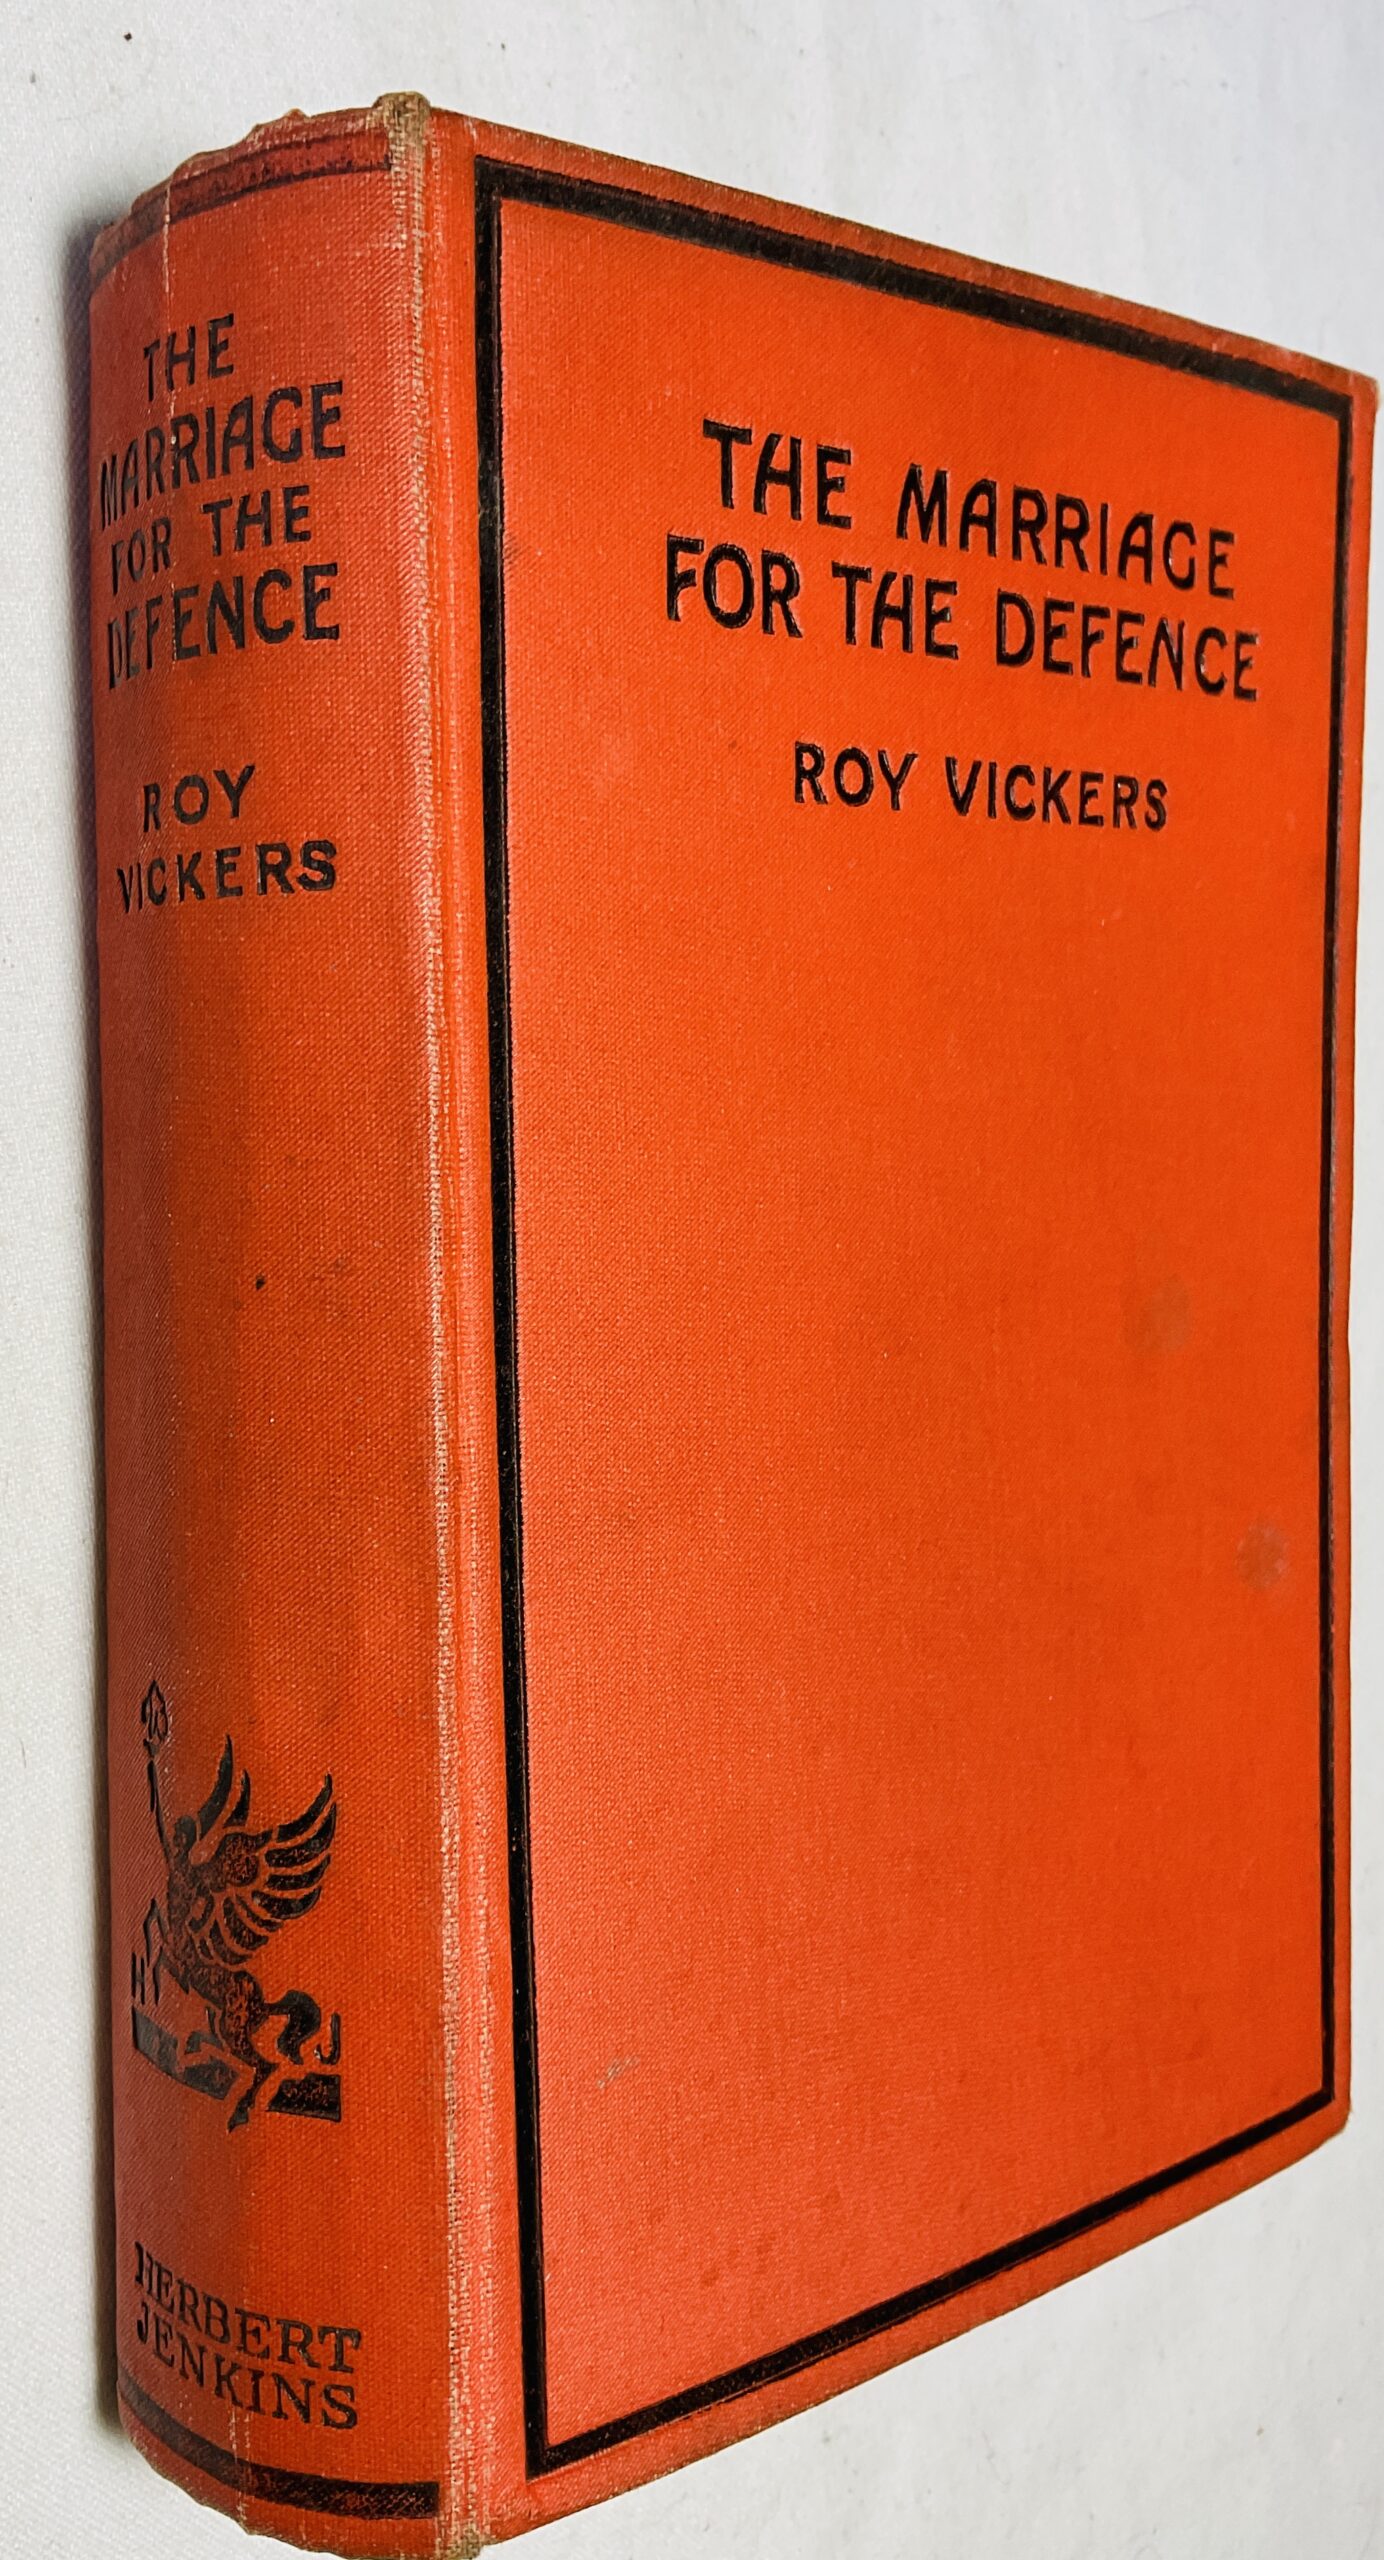 THE
MARRIAGE
FOR THE
DEFENCE
ROY
VICKERS
H J
HERBERT
JENKINS
THE MARRIAGE
FOR THE DEFENCE
ROY VICKERS